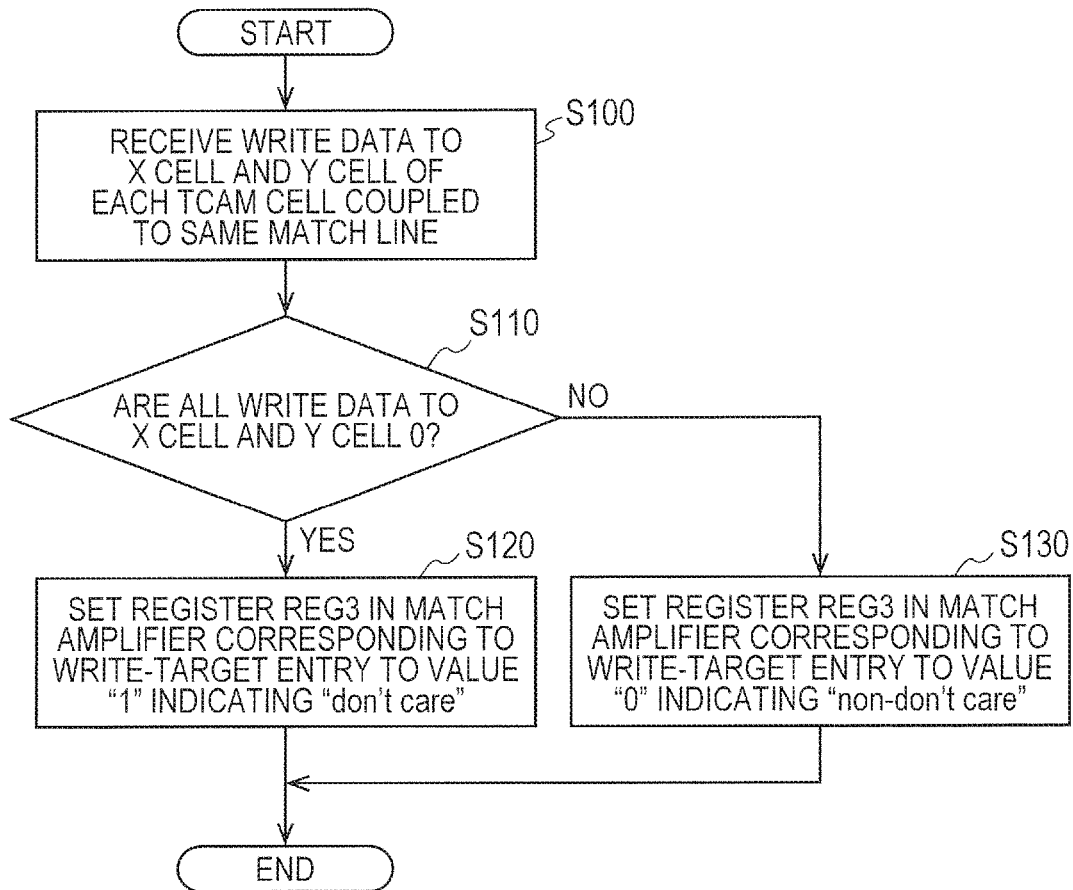 START
S100
RECEIVE WRITE DATA TO
X CELL AND Y CELL OF
EACH TCAM CELL COUPLED
TO SAME MATCH LINE
S110
ARE ALL WRITE DATA TO
X CELL AND Y CELL 0?
NO
YES
S120
SET REGISTER REG3 IN MATCH
AMPLIFIER CORRESPONDING TO
WRITE-TARGET ENTRY TO VALUE
“1” INDICATING “don’t care”
S130
SET REGISTER REG3 IN MATCH
AMPLIFIER CORRESPONDING TO
WRITE-TARGET ENTRY TO VALUE
“0” INDICATING “non-don’t care”
END